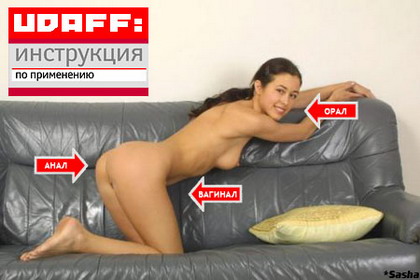 UDAFF:
инструкция
по применению
ОРАЛ
АНАЛ
ВАГИНАЛ
*Sasha